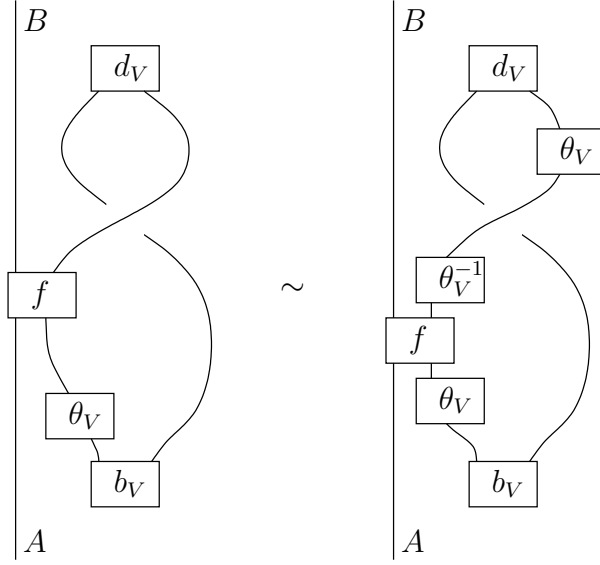 B B
d_V d_V
θ_V
f θ_V^{-1}
∼
f
θ_V θ_V
b_V b_V
A A